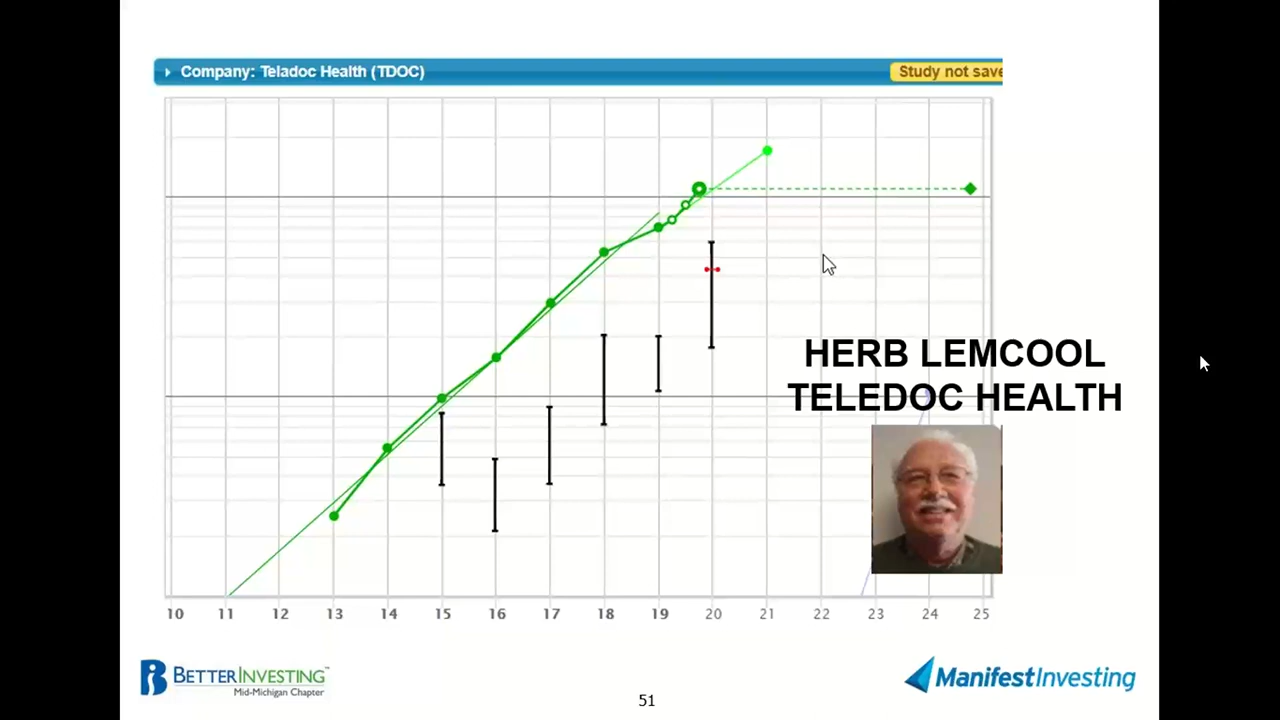 Company: Teladoc Health (TDOC)
Study not save
HERB LEMCOOL
TELEDOC HEALTH
10 11 12 13 14 15 16 17 18 19 20 21 22 23 24 25
BETTERINVESTING™
Mid-Michigan Chapter
51
ManifestInvesting